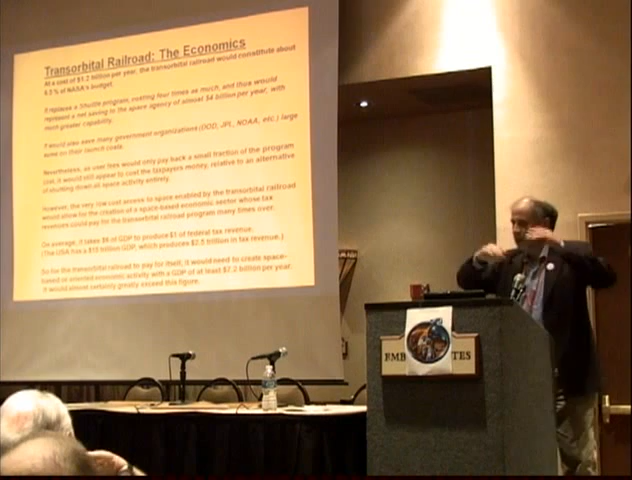 Transorbital Railroad: The Economics
At a cost of $1.2 billion per year, the transorbital railroad would constitute about
6.5 % of NASA's budget.
It replaces a Shuttle program, costing four times as much, and thus would
represent a net saving to the space agency of almost $4 billion per year, with
much greater capability.
It would also save many government organizations (DOD, JPL, NOAA, etc.) large
sums on their launch costs.
Nevertheless, as user fees would only pay back a small fraction of the program
cost, it would still appear to cost the taxpayers money, relative to an alternative
of shutting down all space activity entirely.
However, the very low cost access to space enabled by the transorbital railroad
would allow for the creation of a space-based economic sector whose tax
revenues could pay for the transorbital railroad program many times over.
On average, it takes $6 of GDP to produce $1 of federal tax revenue.
(The USA has a $15 trillion GDP, which produces $2.5 trillion in tax revenue.)
So for the transorbital railroad to pay for itself, it would need to create space-
based or oriented economic activity with a GDP of at least $7.2 billion per year.
It would almost certainly greatly exceed this figure.
EMB TES